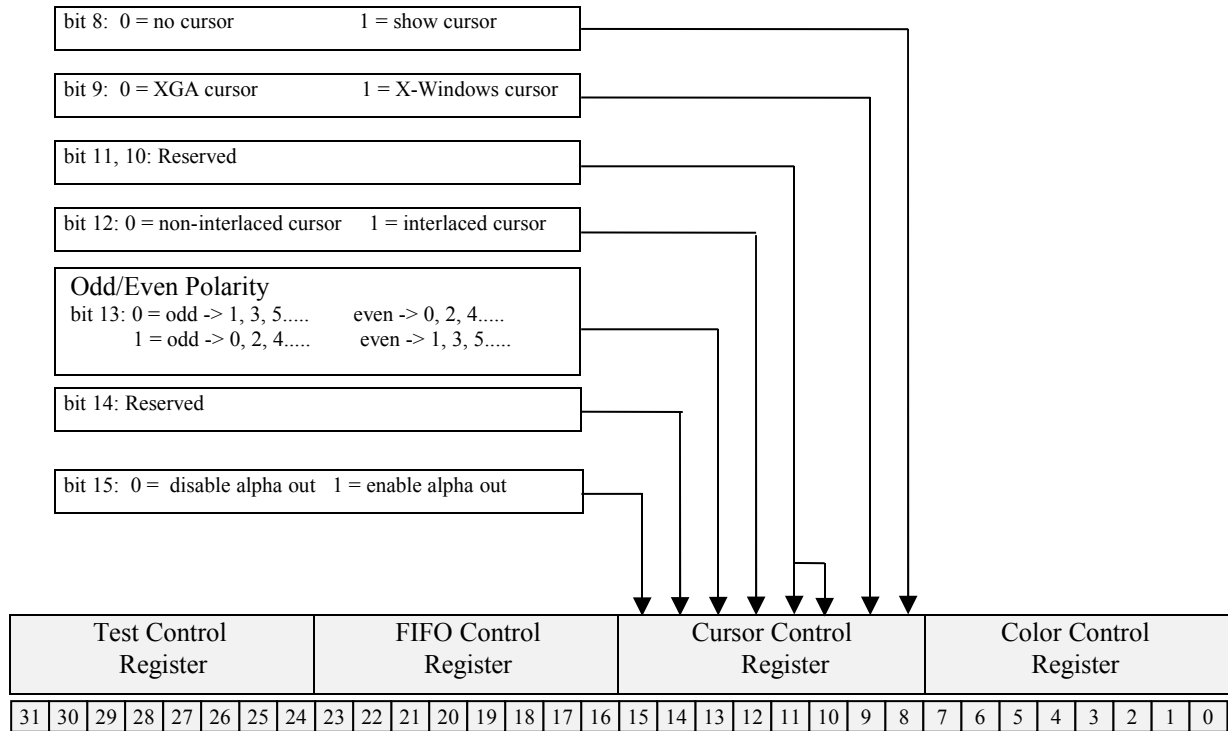 bit 8: 0 = no cursor 1 = show cursor
bit 9: 0 = XGA cursor 1 = X-Windows cursor
bit 11, 10: Reserved
bit 12: 0 = non-interlaced cursor 1 = interlaced cursor
Odd/Even Polarity
bit 13: 0 = odd -> 1, 3, 5..... even -> 0, 2, 4.....
1 = odd -> 0, 2, 4..... even -> 1, 3, 5.....
bit 14: Reserved
bit 15: 0 = disable alpha out 1 = enable alpha out
Test Control
Register
FIFO Control
Register
Cursor Control
Register
Color Control
Register
31 30 29 28 27 26 25 24 23 22 21 20 19 18 17 16 15 14 13 12 11 10 9 8 7 6 5 4 3 2 1 0